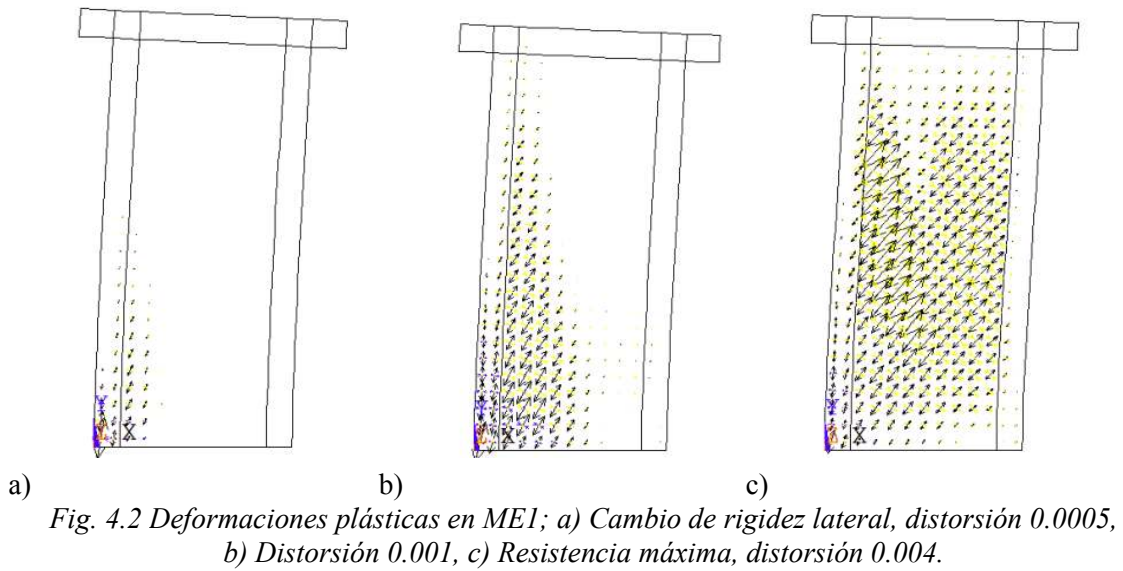 Y
Z X
Y
Z X
Y
Z X
a) b) c)
Fig. 4.2 Deformaciones plásticas en ME1; a) Cambio de rigidez lateral, distorsión 0.0005,
b) Distorsión 0.001, c) Resistencia máxima, distorsión 0.004.